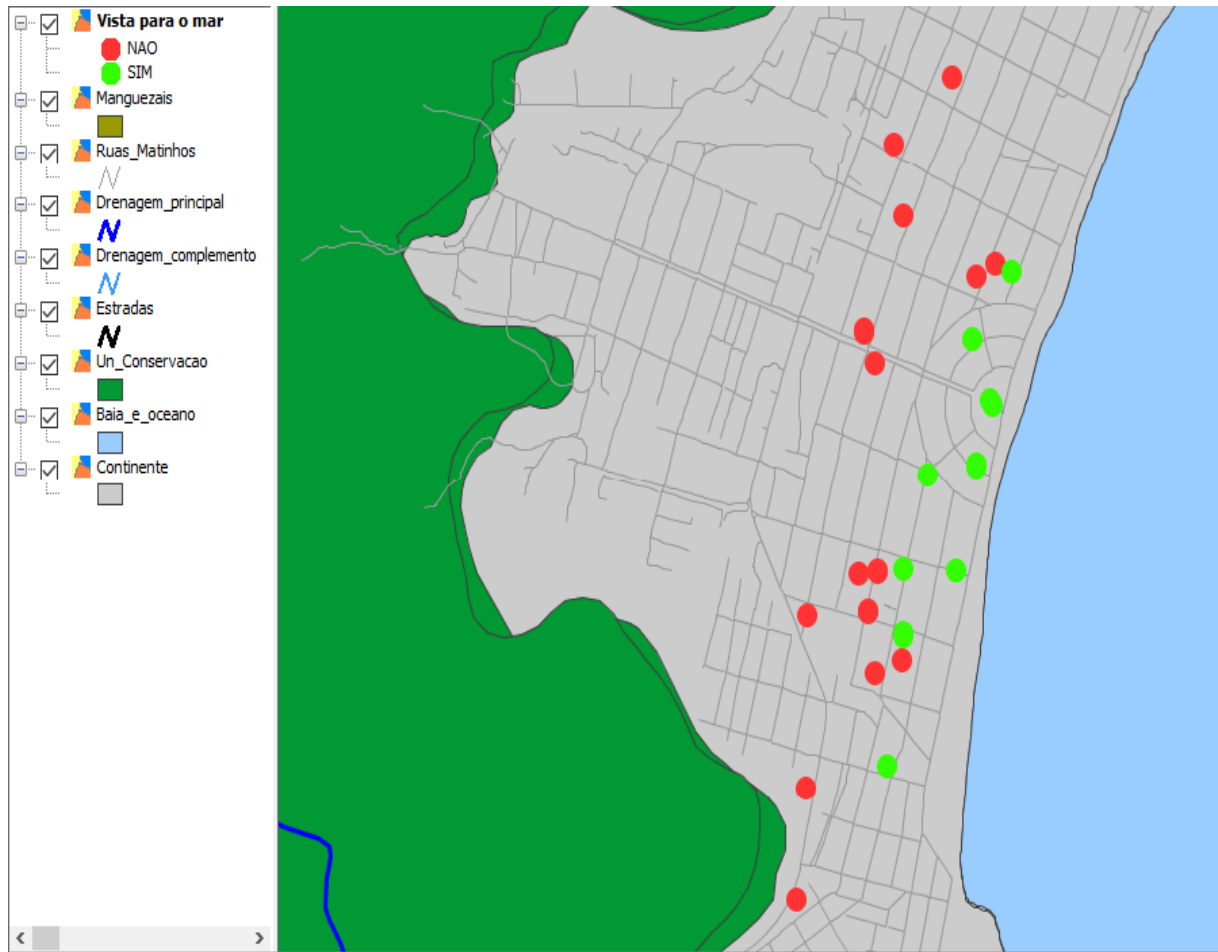 Vista para o mar
NAO
SIM
Manguezais
Ruas_Matinhos
Drenagem_principal
Drenagem_complemento
Estradas
Un_Conservacao
Baia_e_oceano
Continente